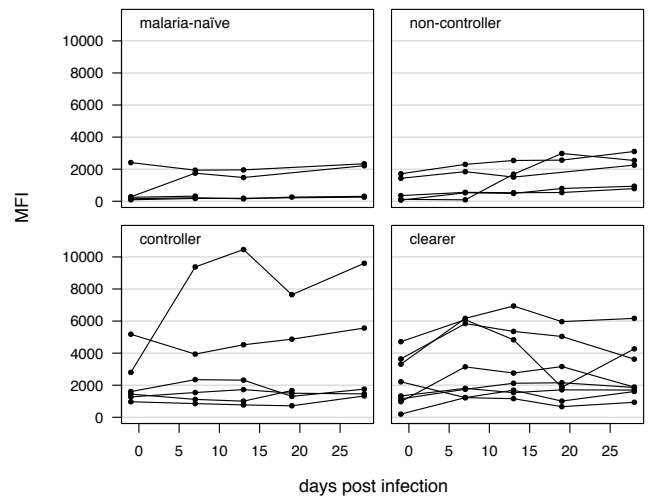 malaria-naïve
non-controller
10000
8000
6000
4000
2000
0
MFI
controller
clearer
10000
8000
6000
4000
2000
0
0 5 10 15 20 25
0 5 10 15 20 25
days post infection